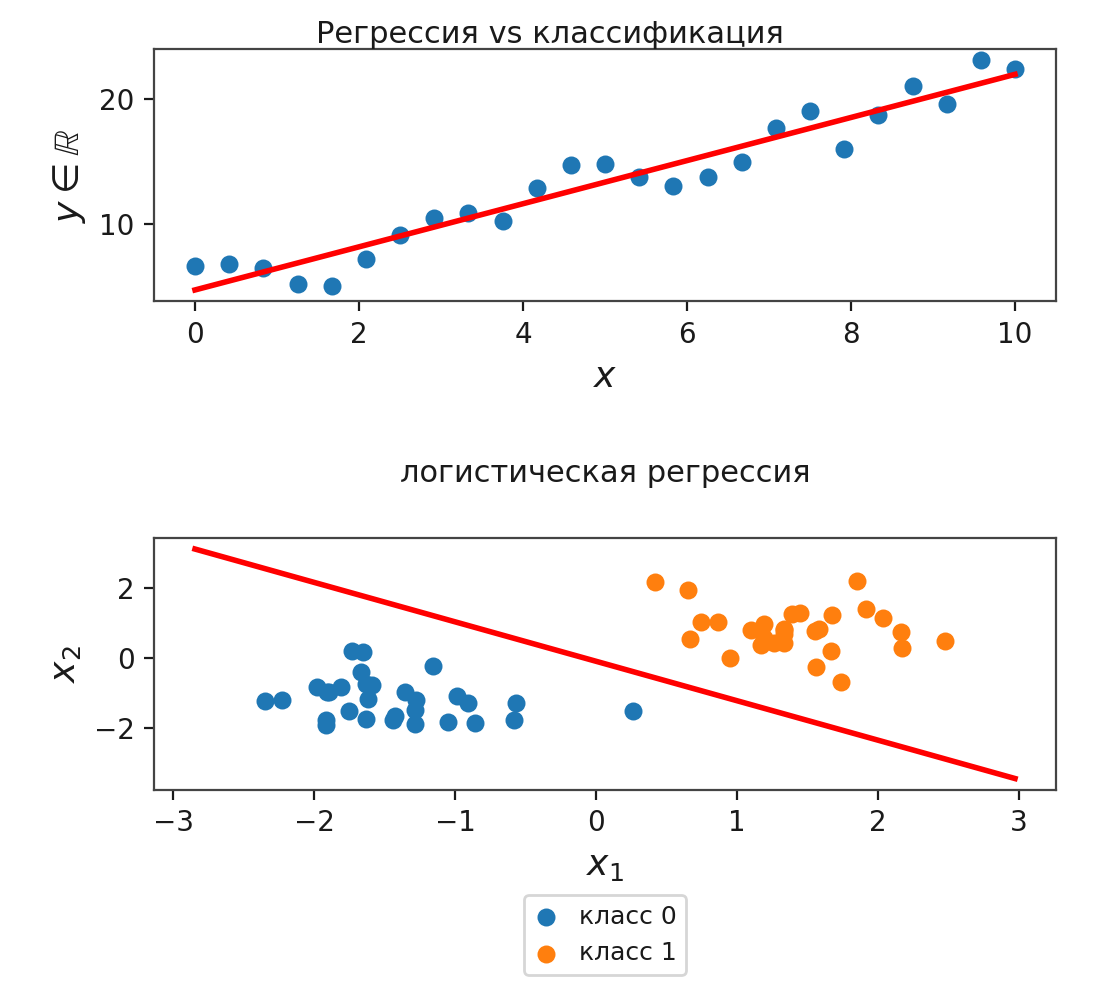 Регрессия vs классификация
20
10
y ∈ ℝ
0 2 4 6 8 10
x
логистическая регрессия
2
0
−2
x₂
−3 −2 −1 0 1 2 3
x₁
класс 0
класс 1